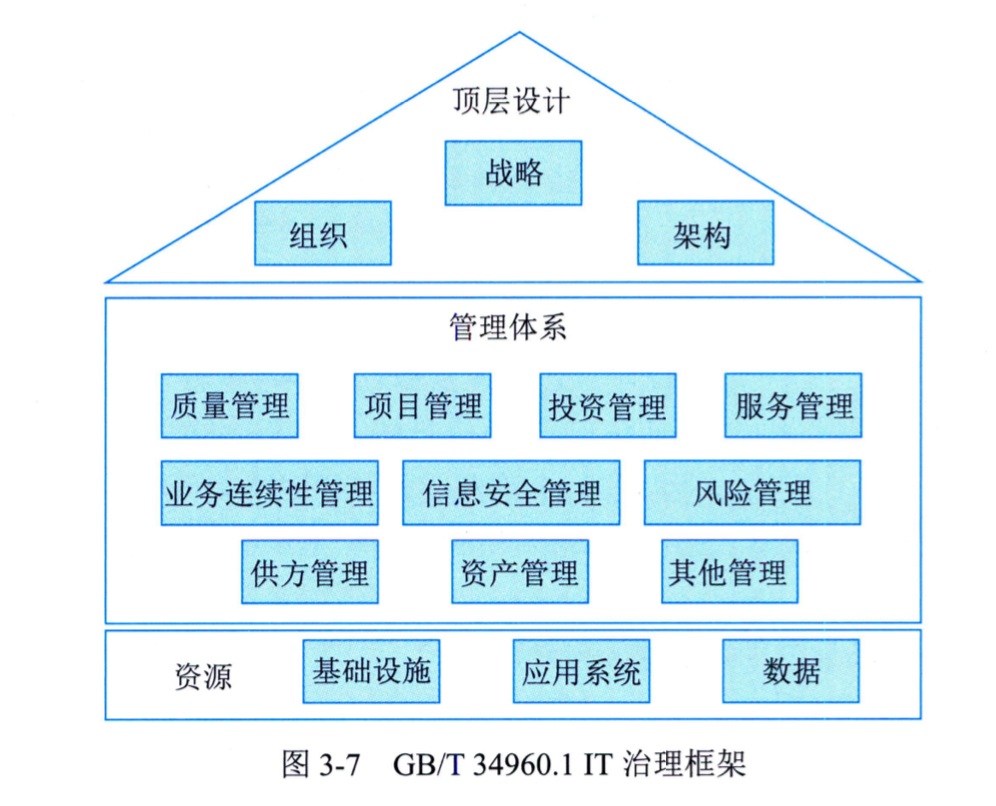 顶层设计
战略
组织 架构
管理体系
质量管理 项目管理 投资管理 服务管理
业务连续性管理 信息安全管理 风险管理
供方管理 资产管理 其他管理
资源 基础设施 应用系统 数据
图 3-7 GB/T 34960.1 IT 治理框架